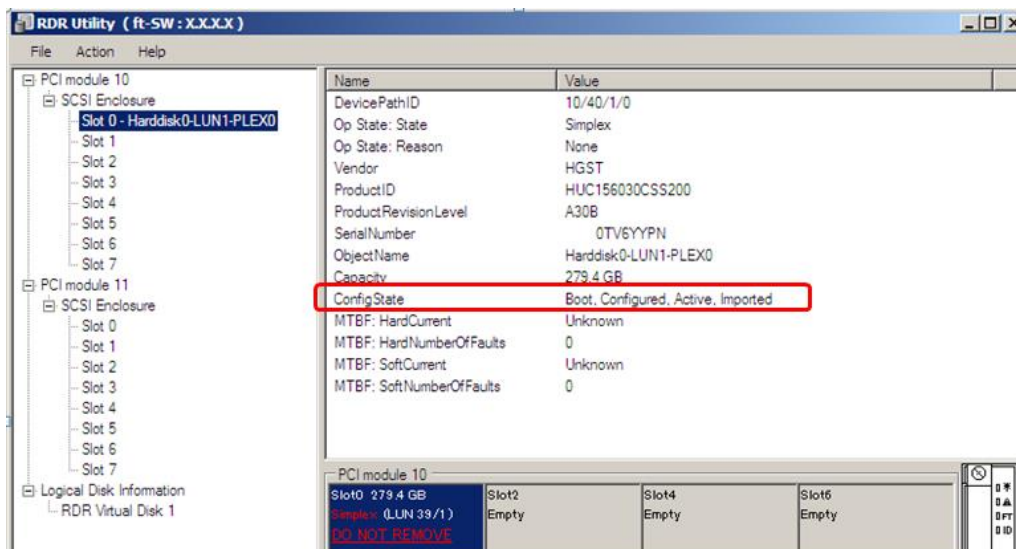 RDR Utility ( ft-SW : X.X.X.X )
File Action Help
PCI module 10
SCSI Enclosure
Slot 0 - Harddisk0-LUN1-PLEX0
Slot 1
Slot 2
Slot 3
Slot 4
Slot 5
Slot 6
Slot 7
PCI module 11
SCSI Enclosure
Slot 0
Slot 1
Slot 2
Slot 3
Slot 4
Slot 5
Slot 6
Slot 7
Logical Disk Information
RDR Virtual Disk 1
Name Value
DevicePathID 10/40/1/0
Op State: State Simplex
Op State: Reason None
Vendor HGST
ProductID HUC156030CSS200
ProductRevisionLevel A30B
SerialNumber 0TV6YYPN
ObjectName Harddisk0-LUN1-PLEX0
Capacity 279.4 GB
ConfigState Boot, Configured, Active, Imported
MTBF: HardCurrent Unknown
MTBF: HardNumberOfFaults 0
MTBF: SoftCurrent Unknown
MTBF: SoftNumberOfFaults 0
PCI module 10
Slot0 279.4 GB
Simplex (LUN 39/1)
DO NOT REMOVE
Slot2
Empty
Slot4
Empty
Slot6
Empty